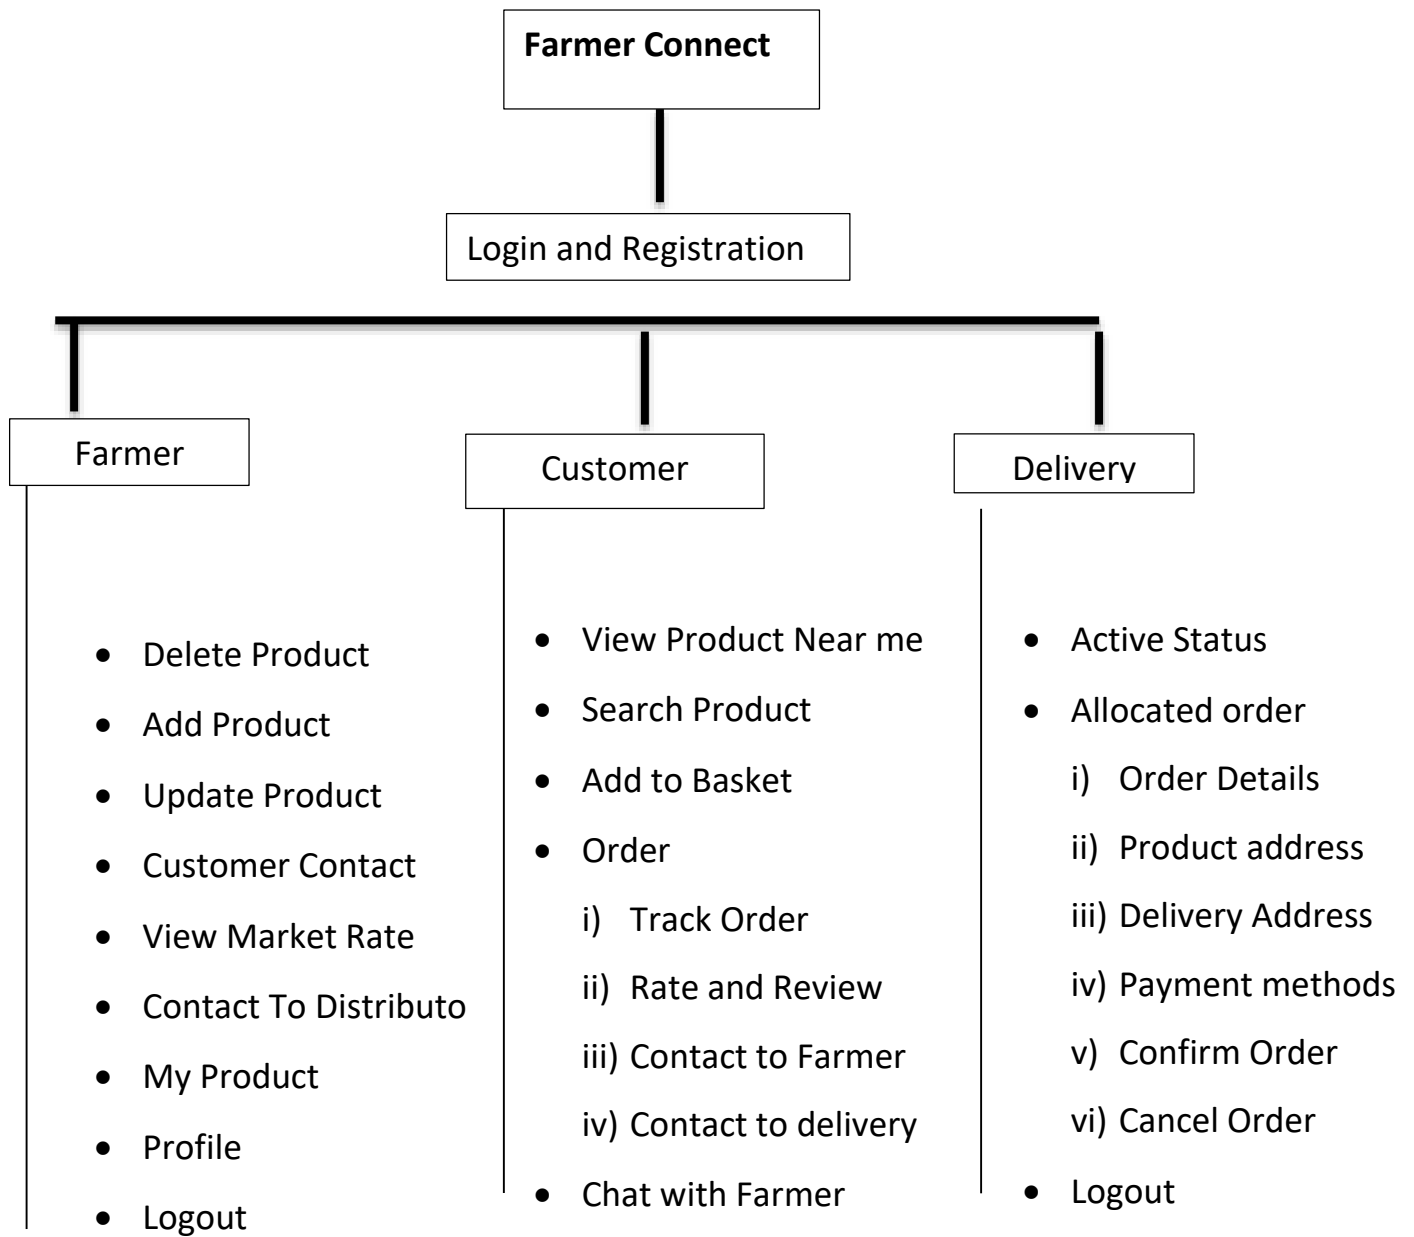 Farmer Connect
Login and Registration
Farmer
Customer
Delivery
• Delete Product
• Add Product
• Update Product
• Customer Contact
• View Market Rate
• Contact To Distributo
• My Product
• Profile
• Logout
• View Product Near me
• Search Product
• Add to Basket
• Order
i) Track Order
ii) Rate and Review
iii) Contact to Farmer
iv) Contact to delivery
• Chat with Farmer
• Active Status
• Allocated order
i) Order Details
ii) Product address
iii) Delivery Address
iv) Payment methods
v) Confirm Order
vi) Cancel Order
• Logout